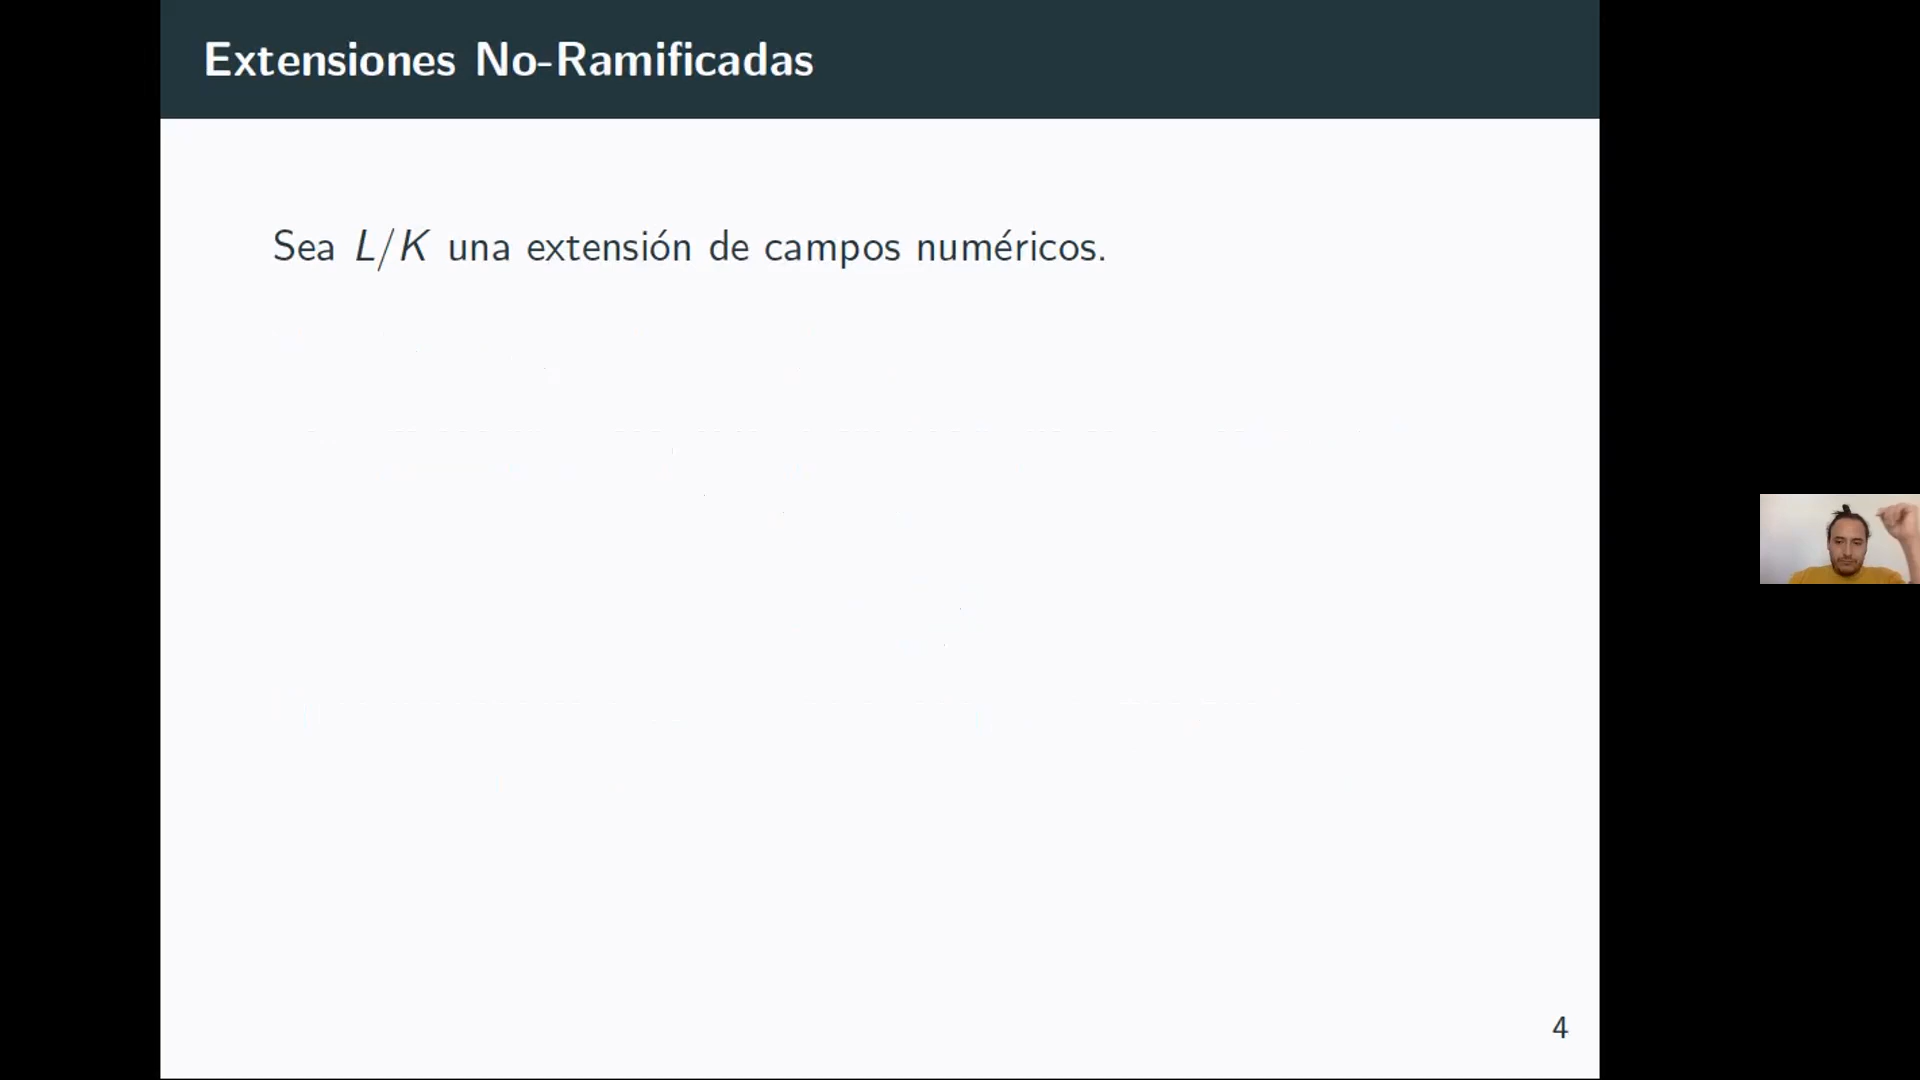 Extensiones No-Ramificadas
Sea L/K una extensión de campos numéricos.
4